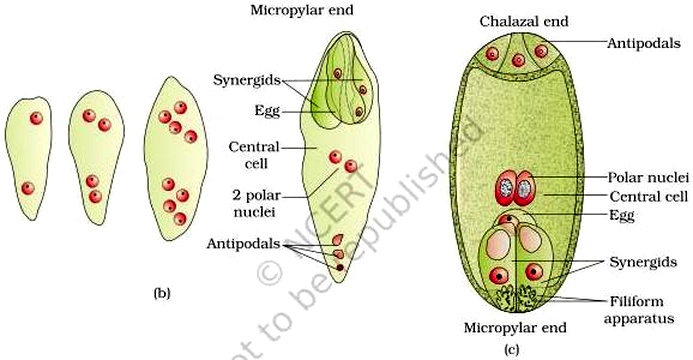 Micropylar end
Synergids
Egg
Central
cell
2 polar
nuclei
Antipodals
(b)
Chalazal end
Antipodals
Polar nuclei
Central cell
Egg
Synergids
Filiform
apparatus
Micropylar end
(c)
© NCERT
not to be republished